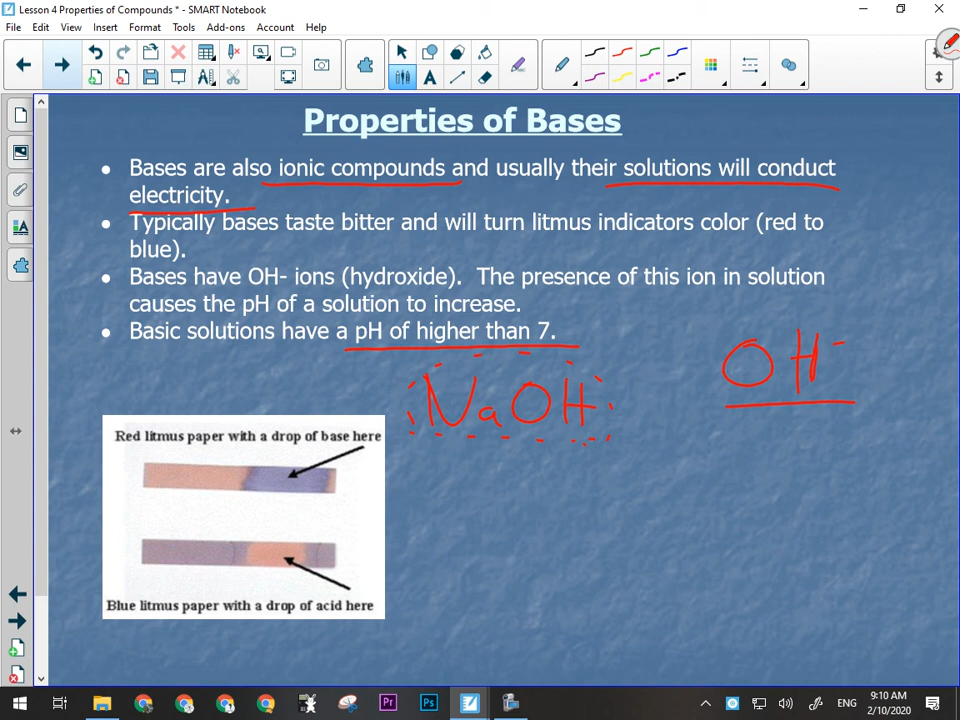 Lesson 4 Properties of Compounds * - SMART Notebook
File Edit View Insert Format Tools Add-ons Account Help
Properties of Bases
• Bases are also ionic compounds and usually their solutions will conduct
electricity.
• Typically bases taste bitter and will turn litmus indicators color (red to
blue).
• Bases have OH- ions (hydroxide). The presence of this ion in solution
causes the pH of a solution to increase.
• Basic solutions have a pH of higher than 7.
OH-
NaOH
Red litmus paper with a drop of base here
Blue litmus paper with a drop of acid here
Pr Ps
ENG
9:10 AM
2/10/2020